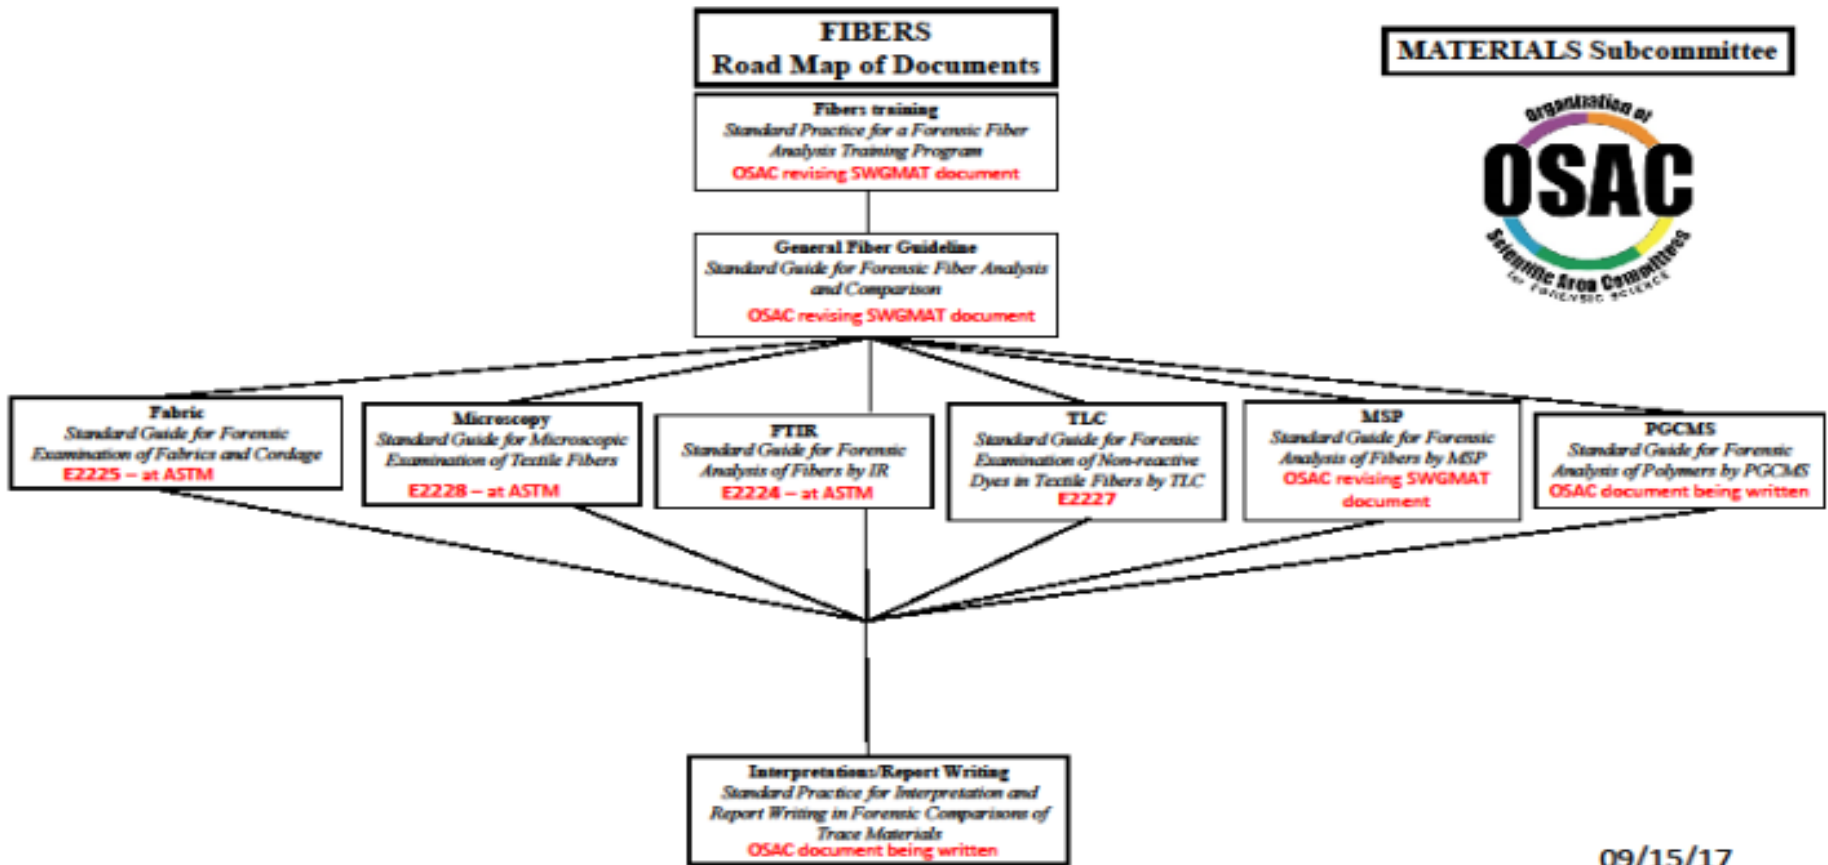 FIBERS
Road Map of Documents
MATERIALS Subcommittee
Organization of
OSAC
Scientific Area Committees
for FORENSIC SCIENCE
Fibers training
Standard Practice for a Forensic Fiber
Analysis Training Program
OSAC revising SWGMAT document
General Fiber Guideline
Standard Guide for Forensic Fiber Analysis
and Comparison
OSAC revising SWGMAT document
Fabric
Standard Guide for Forensic
Examination of Fabrics and Cordage
E2225 – at ASTM
Microscopy
Standard Guide for Microscopic
Examination of Textile Fibers
E2228 – at ASTM
FTIR
Standard Guide for Forensic
Analysis of Fibers by IR
E2224 – at ASTM
TLC
Standard Guide for Forensic
Examination of Non-reactive
Dyes in Textile Fibers by TLC
E2227
MSP
Standard Guide for Forensic
Analysis of Fibers by MSP
OSAC revising SWGMAT
document
PGCMS
Standard Guide for Forensic
Analysis of Polymers by PGCMS
OSAC document being written
Interpretations/Report Writing
Standard Practice for Interpretation and
Report Writing in Forensic Comparisons of
Trace Materials
OSAC document being written
09/15/17